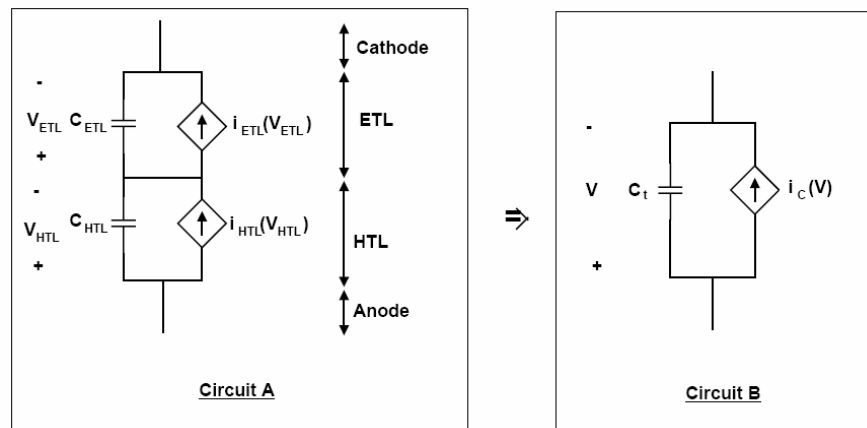 Cathode
-
V_ETL C_ETL i_ETL(V_ETL) ETL
+
-
V_HTL C_HTL i_HTL(V_HTL) HTL
+
Anode
Circuit A
⇒
-
V C_t i_C(V)
+
Circuit B